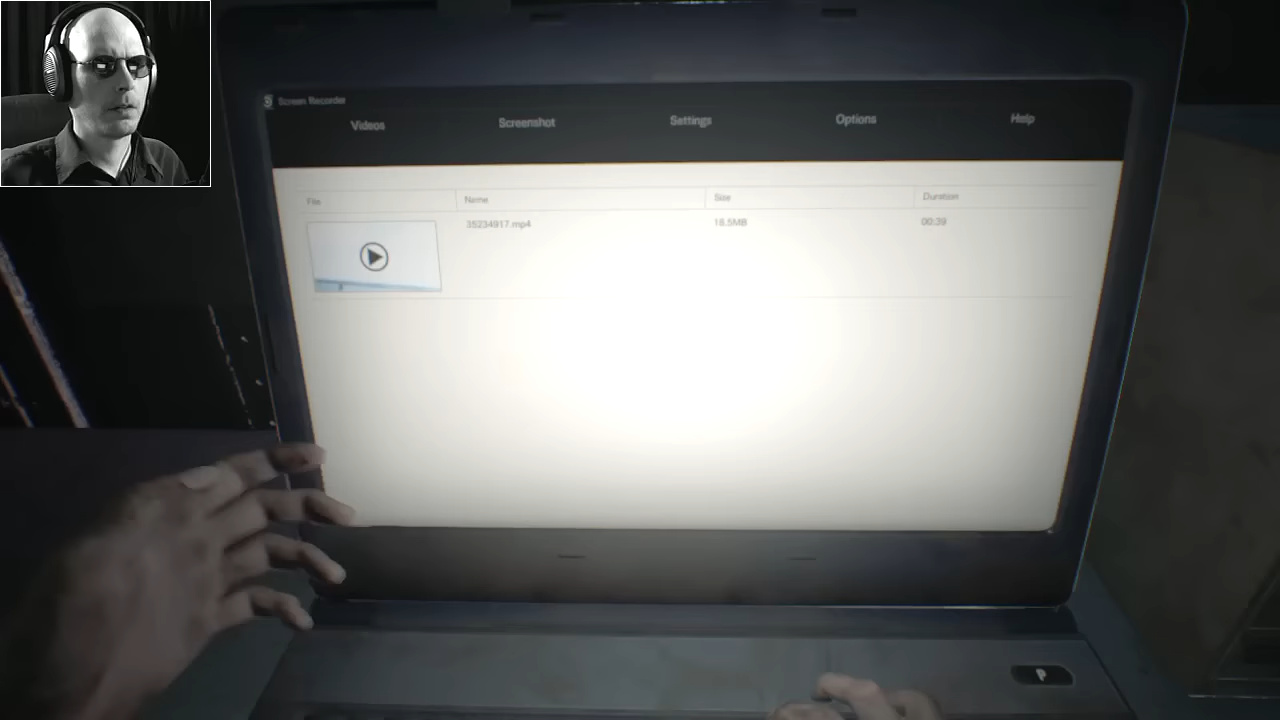 Screen Recorder
Videos Screenshot Settings Options Help
File Name Size Duration
35234917.mp4 18.5MB 00:39